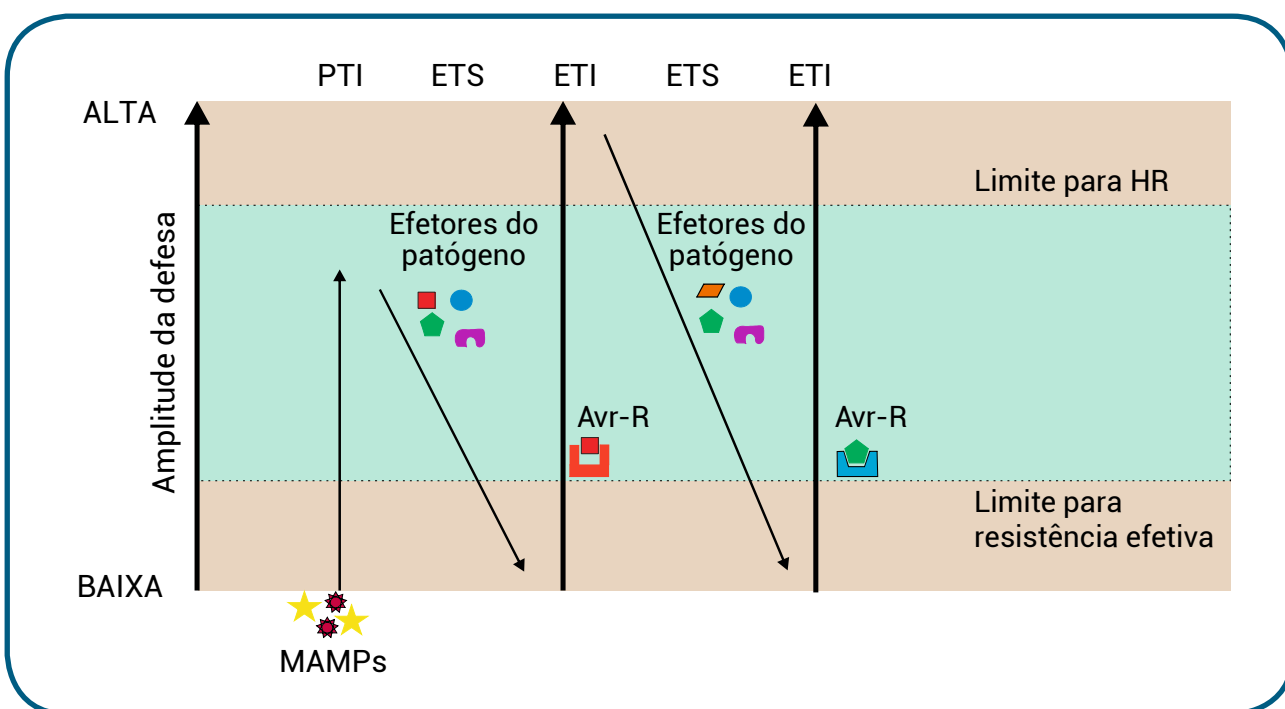 PTI ETS ETI ETS ETI
ALTA
Limite para HR
Efetores do
patógeno
Efetores do
patógeno
Amplitude da defesa
Avr-R
Avr-R
Limite para
resistência efetiva
BAIXA
MAMPs